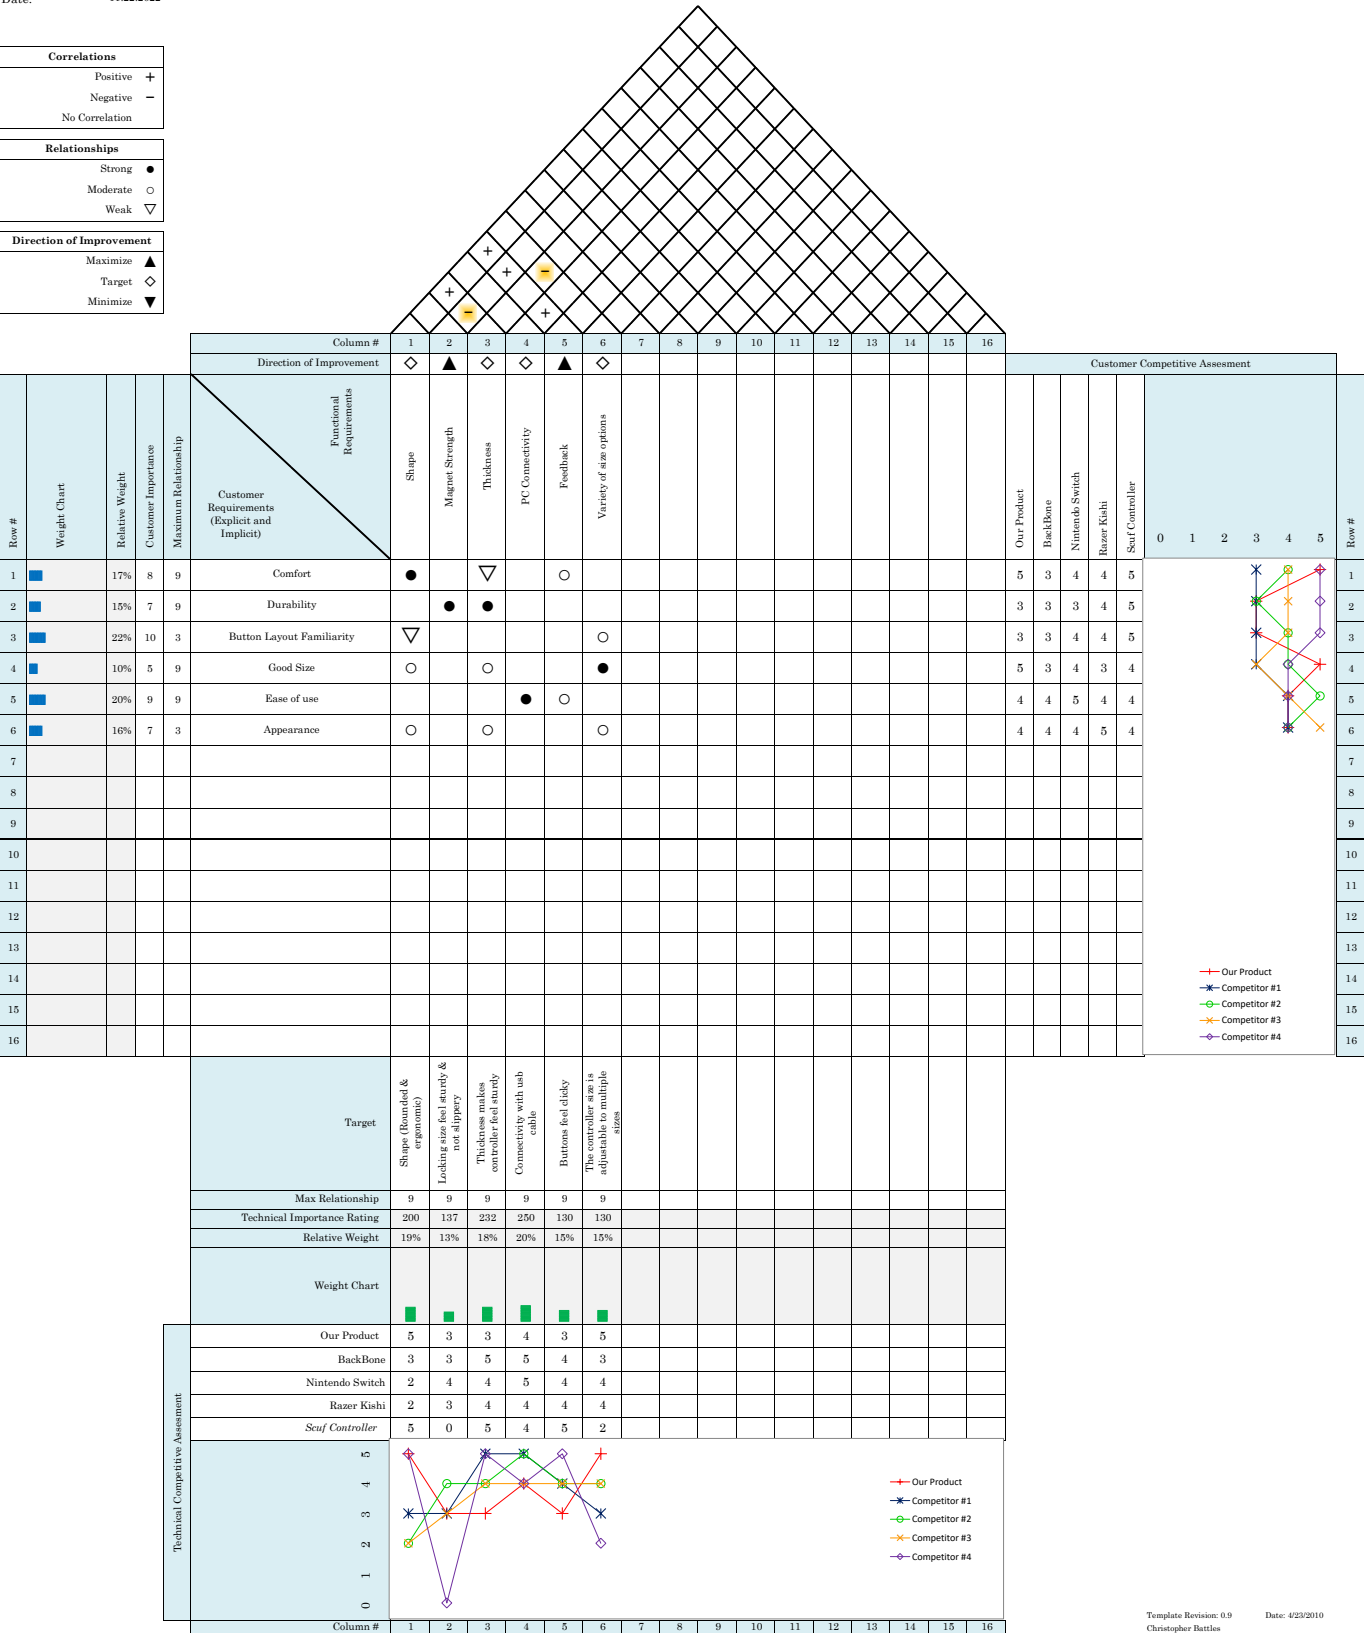 Date:
Correlations
Positive +
Negative −
No Correlation
Relationships
Strong ●
Moderate ○
Weak ▽
Direction of Improvement
Maximize ▲
Target ◇
Minimize ▼
+
+ −
+
− +
Column # 1 2 3 4 5 6 7 8 9 10 11 12 13 14 15 16
Direction of Improvement ◇ ▲ ◇ ◇ ▲ ◇
Customer Competitive Assesment
Row #
Weight Chart
Relative Weight
Customer Importance
Maximum Relationship
Functional
Requirements
Customer
Requirements
(Explicit and
Implicit)
Shape
Magnet Strength
Thickness
PC Connectivity
Feedback
Variety of size options
Our Product
BackBone
Nintendo Switch
Razer Kishi
Scuf Controller
0 1 2 3 4 5
Row #
1 17% 8 9 Comfort ● ▽ ○ 5 3 4 4 5 1
2 15% 7 9 Durability ● ● 3 3 3 4 5 2
3 22% 10 3 Button Layout Familiarity ▽ ○ 3 3 4 4 5 3
4 10% 5 9 Good Size ○ ○ ● 5 3 4 3 4 4
5 20% 9 9 Ease of use ● ○ 4 4 5 4 4 5
6 16% 7 3 Appearance ○ ○ ○ 4 4 4 5 4 6
7 7
8 8
9 9
10 10
11 11
12 12
13 13
14 14
15 15
16 16
Our Product
Competitor #1
Competitor #2
Competitor #3
Competitor #4
Target
Shape (Rounded &
ergonomic)
Locking size feel sturdy &
not slippery
Thickness makes
controller feel sturdy
Connectivity with usb
cable
Buttons feel clicky
The controller size is
adjustable to multiple
sizes
Max Relationship 9 9 9 9 9 9
Technical Importance Rating 200 137 232 250 130 130
Relative Weight 19% 13% 18% 20% 15% 15%
Weight Chart
Technical Competitive Assesment
Our Product 5 3 3 4 3 5
BackBone 3 3 5 5 4 3
Nintendo Switch 2 4 4 5 4 4
Razer Kishi 2 3 4 4 4 4
Scuf Controller 5 0 5 4 5 2
5
4
3
2
1
0
Our Product
Competitor #1
Competitor #2
Competitor #3
Competitor #4
Column # 1 2 3 4 5 6 7 8 9 10 11 12 13 14 15 16
Template Revision: 0.9 Date: 4/23/2010
Christopher Battles